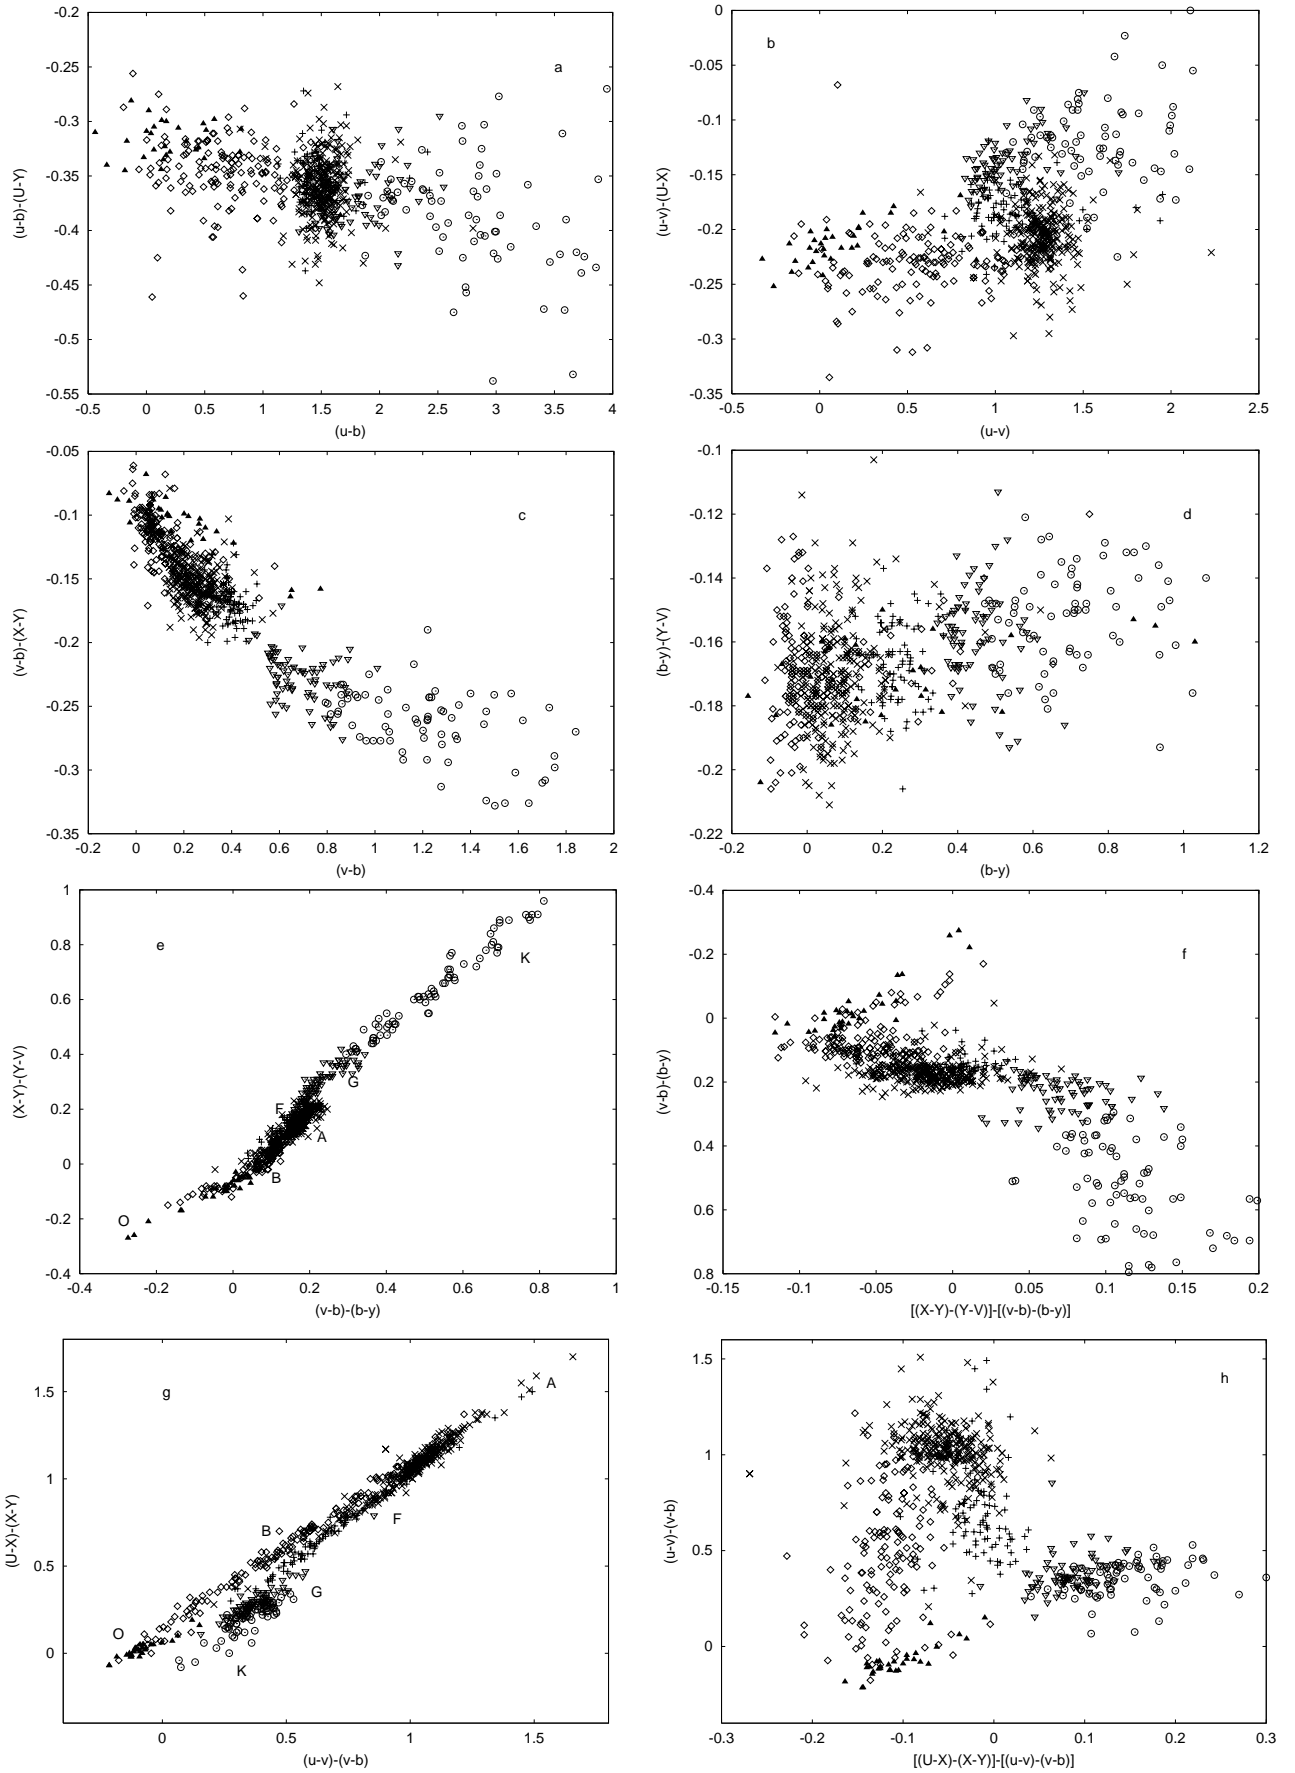 -0.2
-0.25
-0.3
-0.35
-0.4
-0.45
-0.5
-0.55
-0.5 0 0.5 1 1.5 2 2.5 3 3.5 4
(u-b)-(U-Y)
(u-b)
a
0
-0.05
-0.1
-0.15
-0.2
-0.25
-0.3
-0.35
-0.5 0 0.5 1 1.5 2 2.5
(u-v)-(U-X)
(u-v)
b
-0.05
-0.1
-0.15
-0.2
-0.25
-0.3
-0.35
-0.2 0 0.2 0.4 0.6 0.8 1 1.2 1.4 1.6 1.8 2
(v-b)-(X-Y)
(v-b)
c
-0.1
-0.12
-0.14
-0.16
-0.18
-0.2
-0.22
-0.2 0 0.2 0.4 0.6 0.8 1 1.2
(b-y)-(Y-V)
(b-y)
d
1
0.8
0.6
0.4
0.2
0
-0.2
-0.4
-0.4 -0.2 0 0.2 0.4 0.6 0.8 1
(X-Y)-(Y-V)
(v-b)-(b-y)
e
K
G
F
A
B
O
-0.4
-0.2
0
0.2
0.4
0.6
0.8
-0.15 -0.1 -0.05 0 0.05 0.1 0.15 0.2
(v-b)-(b-y)
[(X-Y)-(Y-V)]-[(v-b)-(b-y)]
f
1.5
1
0.5
0
0 0.5 1 1.5
(U-X)-(X-Y)
(u-v)-(v-b)
g
A
F
B
G
O
K
1.5
1
0.5
0
-0.3 -0.2 -0.1 0 0.1 0.2 0.3
(u-v)-(v-b)
[(U-X)-(X-Y)]-[(u-v)-(v-b)]
h